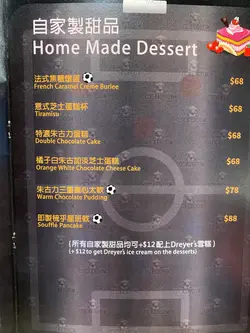 自家製甜品
Home Made Dessert
法式焦糖燉蛋
French Caramel Crème Burlee
$68
意式芝士蛋糕杯
Tiramisu
$68
特濃朱古力蛋糕
Double Chocolate Cake
$68
橘子白朱古力芝士蛋糕
Orange White Chocolate Cheese Cake
$68
朱古力三重心太軟
Warm Chocolate Pudding
$78
即製梳乎厘班戟
Souffle Pancake
$88
(所有自家製甜品均可+$12配上Dreyer's雪糕)
(+$12to get Dreyer's ice cream on the desserts)